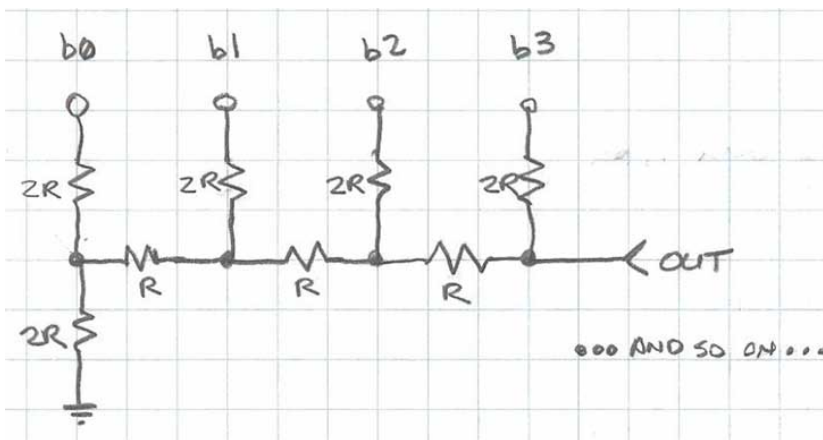 b0 b1 b2 b3
2R 2R 2R 2R
R R R
OUT
2R
... AND SO ON ...